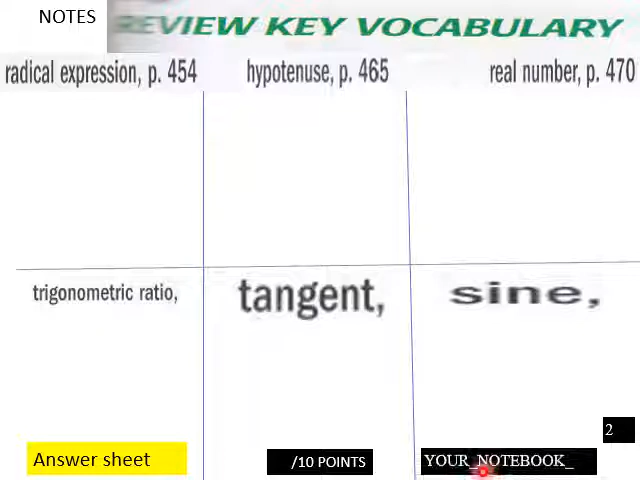 NOTES
REVIEW KEY VOCABULARY
radical expression, p. 454
hypotenuse, p. 465
real number, p. 470
trigonometric ratio,
tangent,
sine,
2
Answer sheet
/10 POINTS
YOUR_NOTEBOOK_